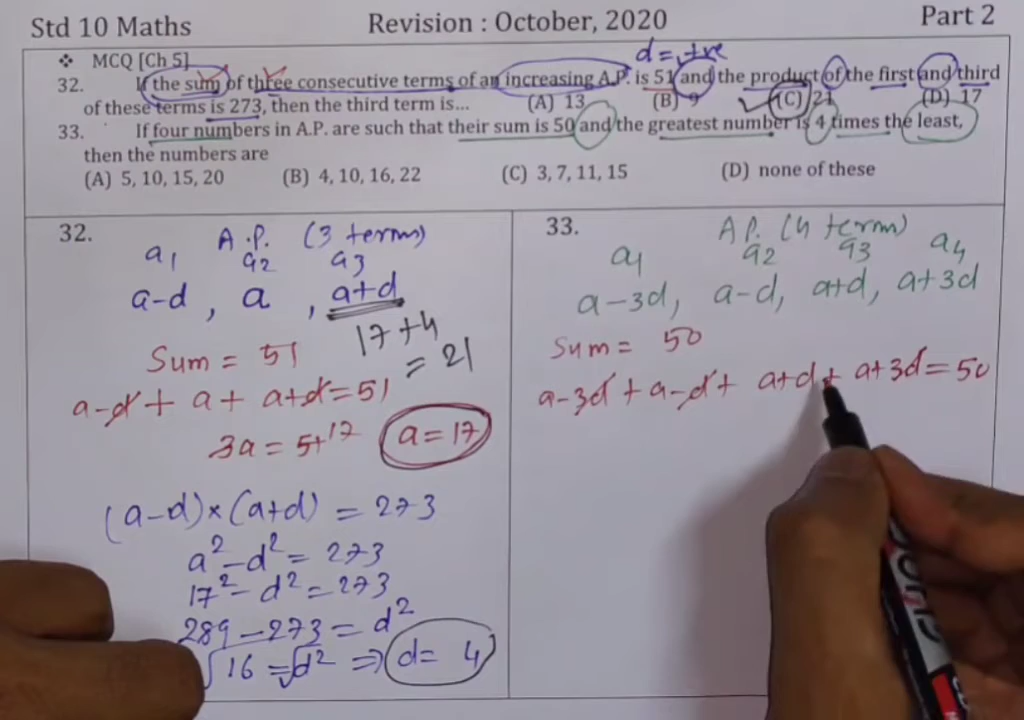 Std 10 Maths Revision : October, 2020 Part 2
❖ MCQ [Ch 5] d = +ve
32. If the sum of three consecutive terms of an increasing A.P. is 51 and the product of the first and third
of these terms is 273, then the third term is... (A) 13 (B) 9 (C) 21 (D) 17
33. If four numbers in A.P. are such that their sum is 50 and the greatest number is 4 times the least,
then the numbers are
(A) 5, 10, 15, 20 (B) 4, 10, 16, 22 (C) 3, 7, 11, 15 (D) none of these
32.
A.P. (3 terms)
a1 a2 a3
a-d, a, a+d
17+4
= 21
Sum = 51
a-d + a + a+d = 51
3a = 51 17 a = 17
(a-d)×(a+d) = 273
a² - d² = 273
17² - d² = 273
289 - 273 = d²
√16 = √d² ⇒ d = 4
33.
A.P. (4 term)
a1 a2 a3 a4
a-3d, a-d, a+d, a+3d
Sum = 50
a-3d + a-d + a+d + a+3d = 50